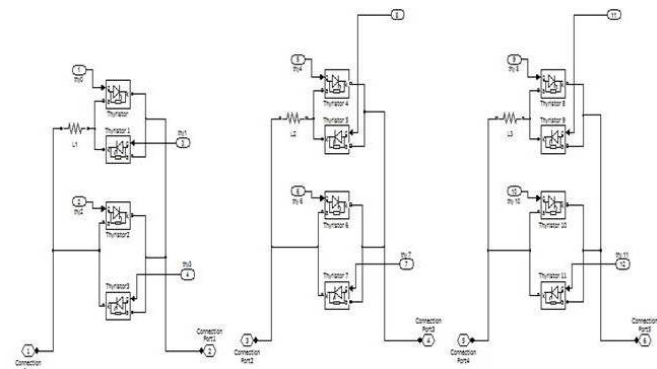 1
thy0
Thyristor
L1
Thyristor 1
thy1
3
2
thy2
Thyristor2
thy3
4
Thyristor3
1
Connection
2
Connection
Port1
5
thy4
Thyristor 4
8
L2
Thyristor 5
6
thy 6
Thyristor 6
thy.7
7
Thyristor 7
3
Connection
Port2
4
Connection
Port3
9
Thyristor 8
11
L3
Thyristor 9
10
thy 10
Thyristor 10
thy.11
12
Thyristor 11
5
Connection
Port4
6
Connection
Port5